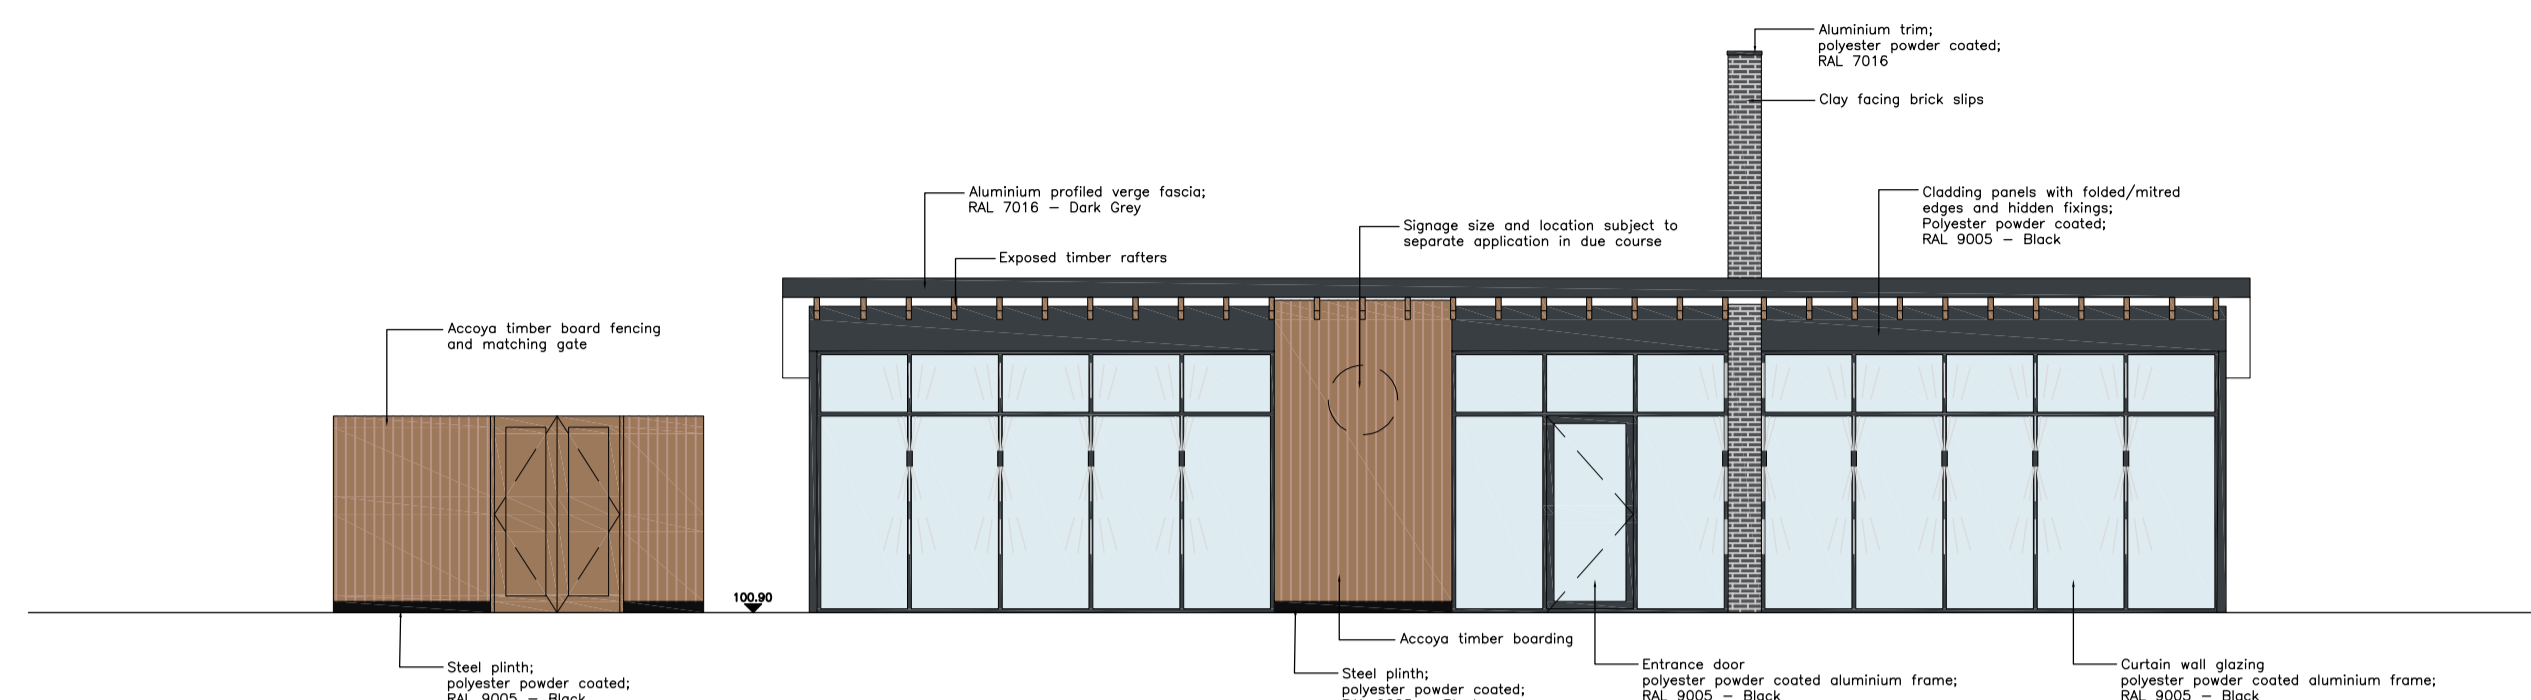 Aluminium trim;
polyester powder coated;
RAL 7016
Clay facing brick slips
Aluminium profiled verge fascia;
RAL 7016 – Dark Grey
Cladding panels with folded/mitred
edges and hidden fixings;
Polyester powder coated;
RAL 9005 – Black
Signage size and location subject to
separate application in due course
Exposed timber rafters
Accoya timber board fencing
and matching gate
100.90
Accoya timber boarding
Steel plinth;
polyester powder coated;
RAL 9005 – Black
Steel plinth;
polyester powder coated;
Entrance door
polyester powder coated aluminium frame;
RAL 9005 – Black
Curtain wall glazing
polyester powder coated aluminium frame;
RAL 9005 – Black